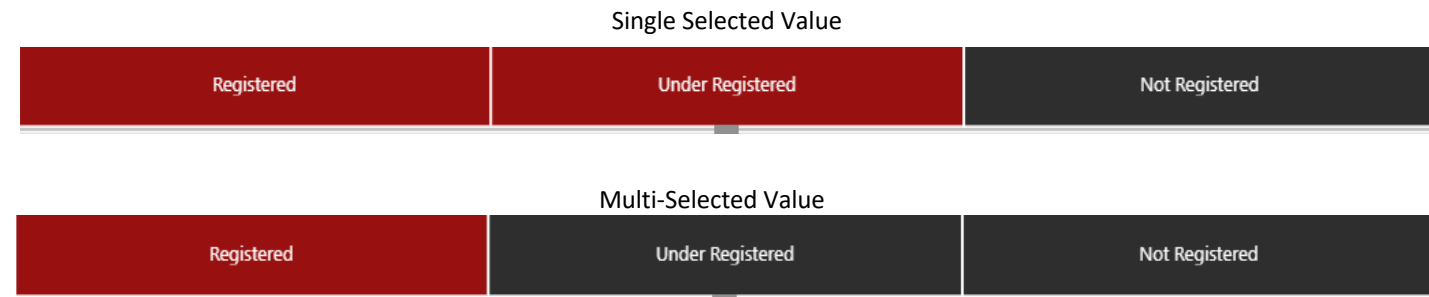 Single Selected Value
Registered Under Registered Not Registered
Multi-Selected Value
Registered Under Registered Not Registered